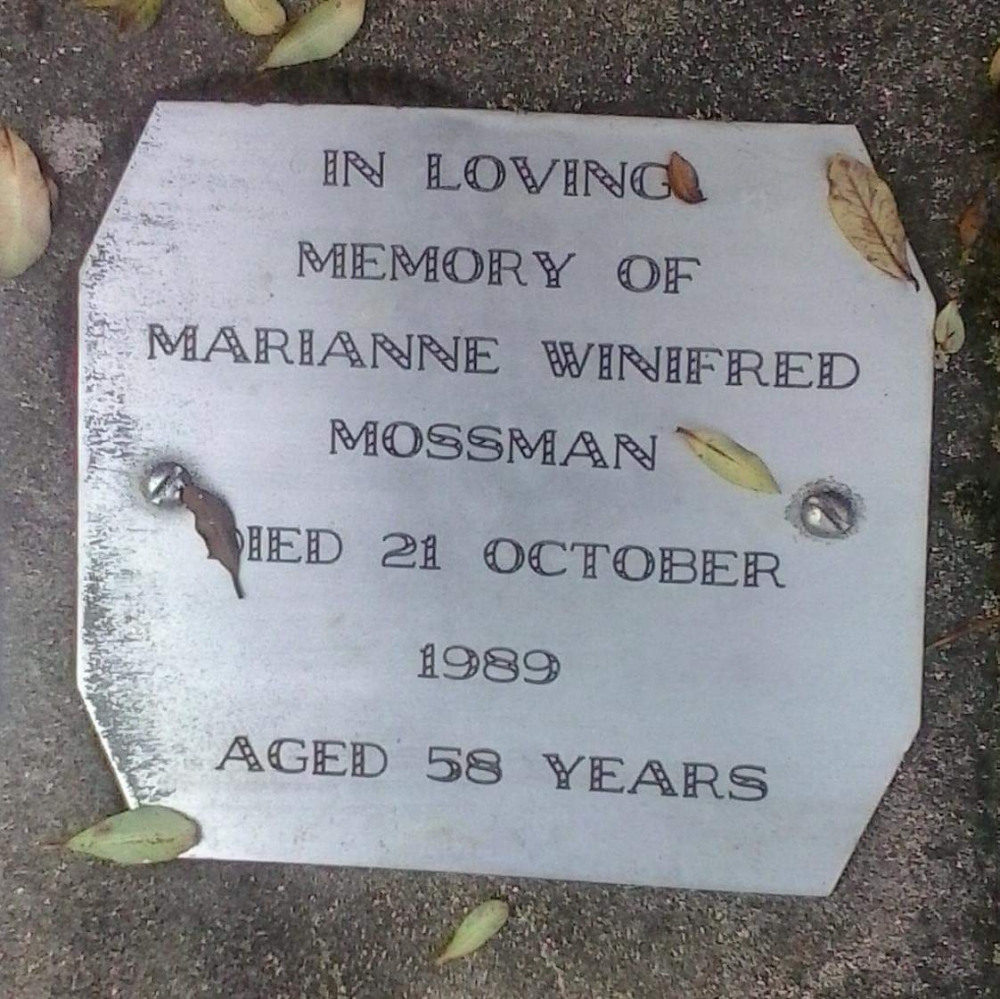 IN LOVING
MEMORY OF
MARIANNE WINIFRED
MOSSMAN
DIED 21 OCTOBER
1989
AGED 58 YEARS